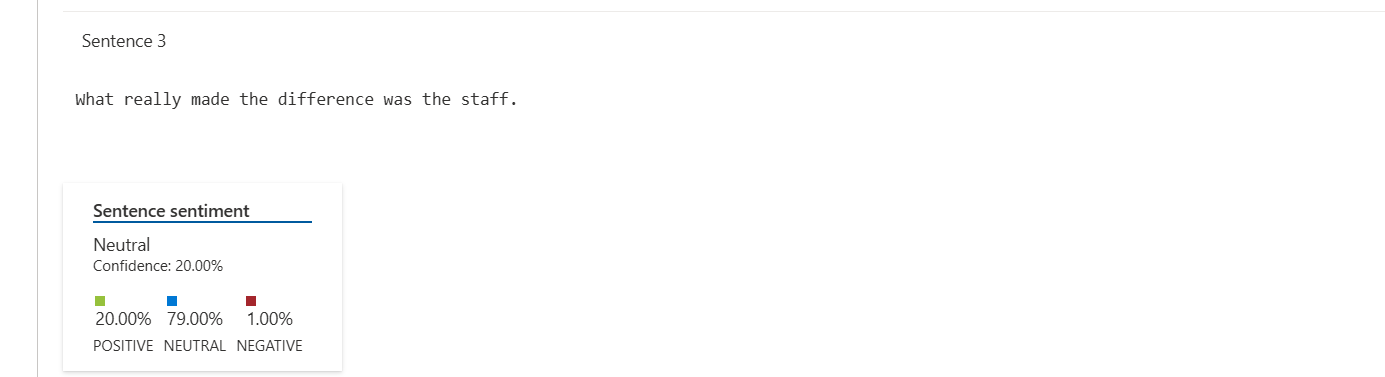 Sentence 3
What really made the difference was the staff.
Sentence sentiment
Neutral
Confidence: 20.00%
20.00% 79.00% 1.00%
POSITIVE NEUTRAL NEGATIVE